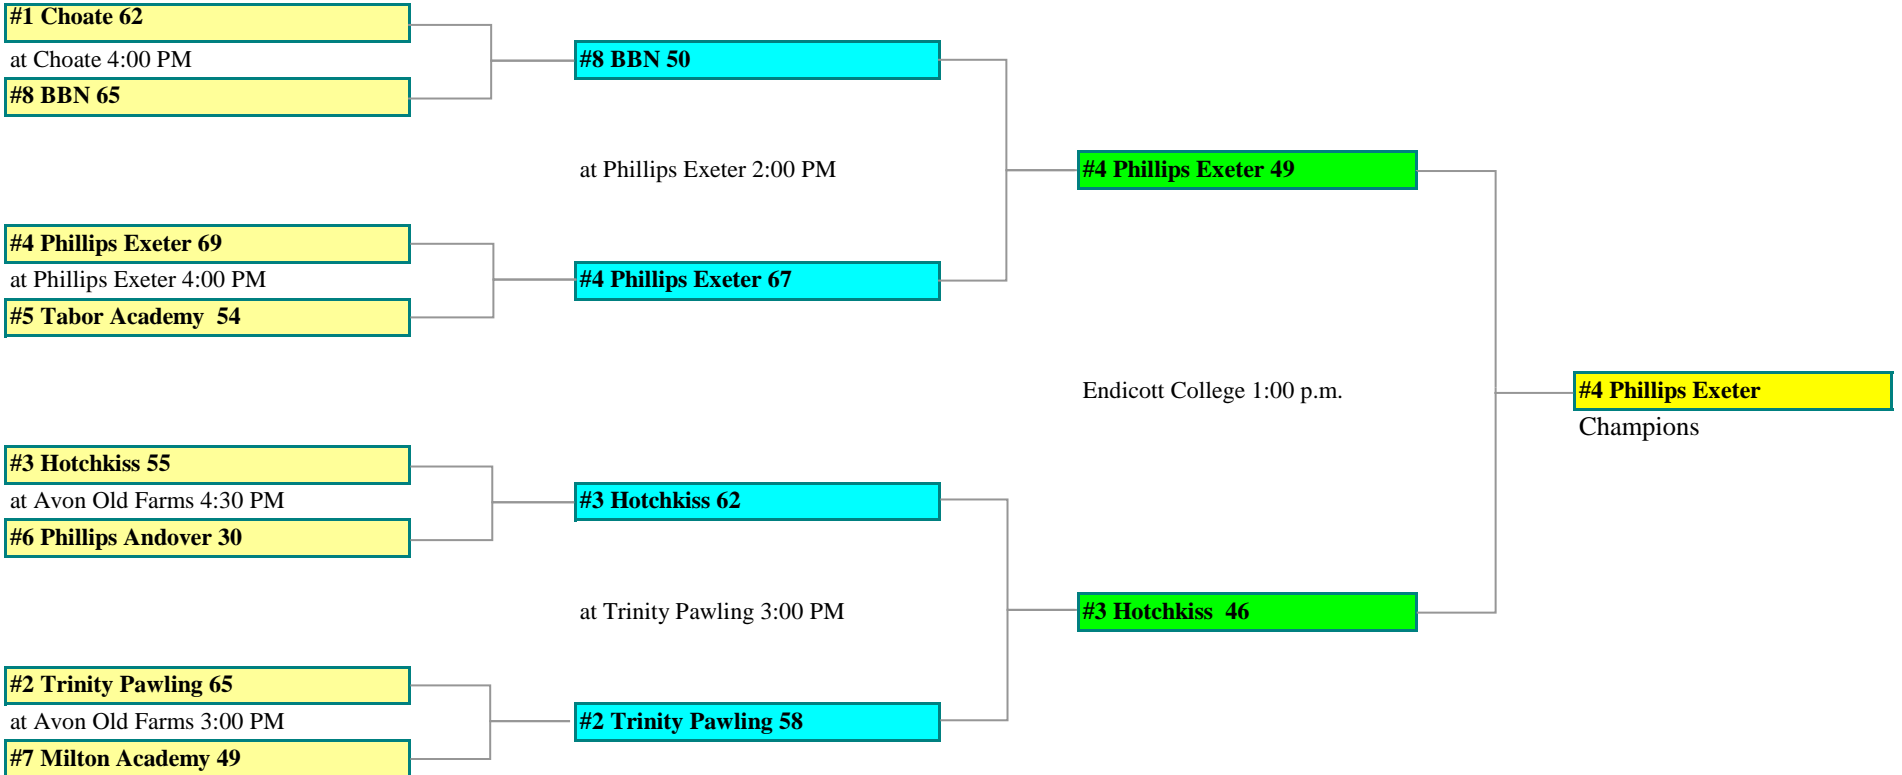 #1 Choate 62
at Choate 4:00 PM
#8 BBN 65
#4 Phillips Exeter 69
at Phillips Exeter 4:00 PM
#5 Tabor Academy  54
#3 Hotchkiss 55
at Avon Old Farms 4:30 PM
#6 Phillips Andover 30
#2 Trinity Pawling 65
at Avon Old Farms 3:00 PM
#7 Milton Academy 49
#8 BBN 50
at Phillips Exeter 2:00 PM
#4 Phillips Exeter 67
#3 Hotchkiss 62
at Trinity Pawling 3:00 PM
#2 Trinity Pawling 58
#4 Phillips Exeter 49
Endicott College 1:00 p.m.
#3 Hotchkiss  46
#4 Phillips Exeter
Champions